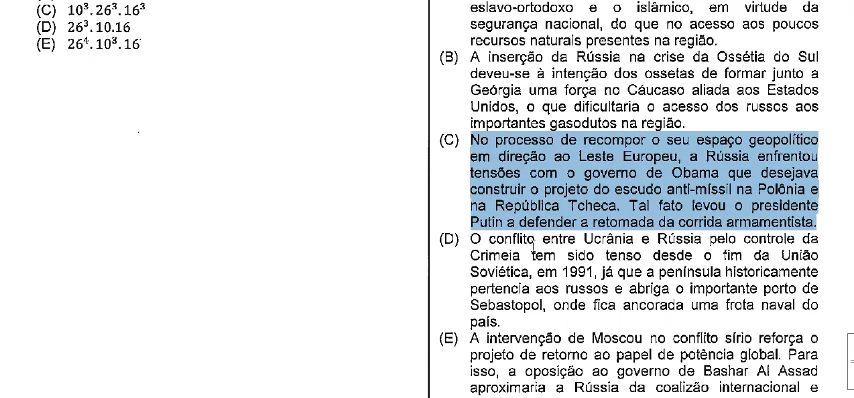 (C) 10³.26³.16³
(D) 26³.10.16
(E) 26⁴.10³.16
eslavo-ortodoxo e o islâmico, em virtude da
segurança nacional, do que no acesso aos poucos
recursos naturais presentes na região.
(B) A inserção da Rússia na crise da Ossétia do Sul
deveu-se à intenção dos ossetas de formar junto a
Geórgia uma força no Cáucaso aliada aos Estados
Unidos, o que dificultaria o acesso dos russos aos
importantes gasodutos na região.
(C) No processo de recompor o seu espaço geopolítico
em direção ao Leste Europeu, a Rússia enfrentou
tensões com o governo de Obama que desejava
construir o projeto do escudo anti-míssil na Polônia e
na República Tcheca. Tal fato levou o presidente
Putin a defender a retomada da corrida armamentista.
(D) O conflito entre Ucrânia e Rússia pelo controle da
Crimeia tem sido tenso desde o fim da União
Soviética, em 1991, já que a península historicamente
pertencia aos russos e abriga o importante porto de
Sebastopol, onde fica ancorada uma frota naval do
país.
(E) A intervenção de Moscou no conflito sírio reforça o
projeto de retorno ao papel de potência global. Para
isso, a oposição ao governo de Bashar Al Assad
aproximaria a Rússia da coalizão internacional e